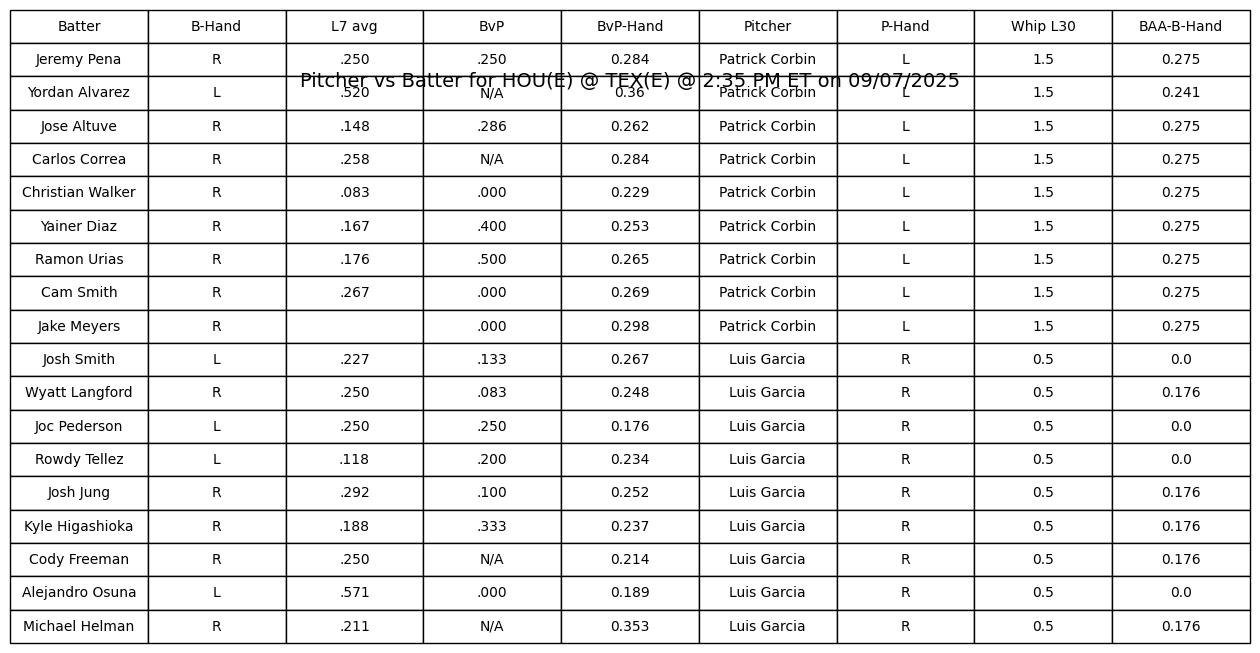 Batter B-Hand L7 avg BvP BvP-Hand Pitcher P-Hand Whip L30 BAA-B-Hand
Jeremy Pena R .250 .250 0.284 Patrick Corbin L 1.5 0.275
Pitcher vs Batter for HOU(E) @ TEX(E) @ 2:35 PM ET on 09/07/2025
Yordan Alvarez L .520 N/A 0.36 Patrick Corbin L 1.5 0.241
Jose Altuve R .148 .286 0.262 Patrick Corbin L 1.5 0.275
Carlos Correa R .258 N/A 0.284 Patrick Corbin L 1.5 0.275
Christian Walker R .083 .000 0.229 Patrick Corbin L 1.5 0.275
Yainer Diaz R .167 .400 0.253 Patrick Corbin L 1.5 0.275
Ramon Urias R .176 .500 0.265 Patrick Corbin L 1.5 0.275
Cam Smith R .267 .000 0.269 Patrick Corbin L 1.5 0.275
Jake Meyers R .000 0.298 Patrick Corbin L 1.5 0.275
Josh Smith L .227 .133 0.267 Luis Garcia R 0.5 0.0
Wyatt Langford R .250 .083 0.248 Luis Garcia R 0.5 0.176
Joc Pederson L .250 .250 0.176 Luis Garcia R 0.5 0.0
Rowdy Tellez L .118 .200 0.234 Luis Garcia R 0.5 0.0
Josh Jung R .292 .100 0.252 Luis Garcia R 0.5 0.176
Kyle Higashioka R .188 .333 0.237 Luis Garcia R 0.5 0.176
Cody Freeman R .250 N/A 0.214 Luis Garcia R 0.5 0.176
Alejandro Osuna L .571 .000 0.189 Luis Garcia R 0.5 0.0
Michael Helman R .211 N/A 0.353 Luis Garcia R 0.5 0.176